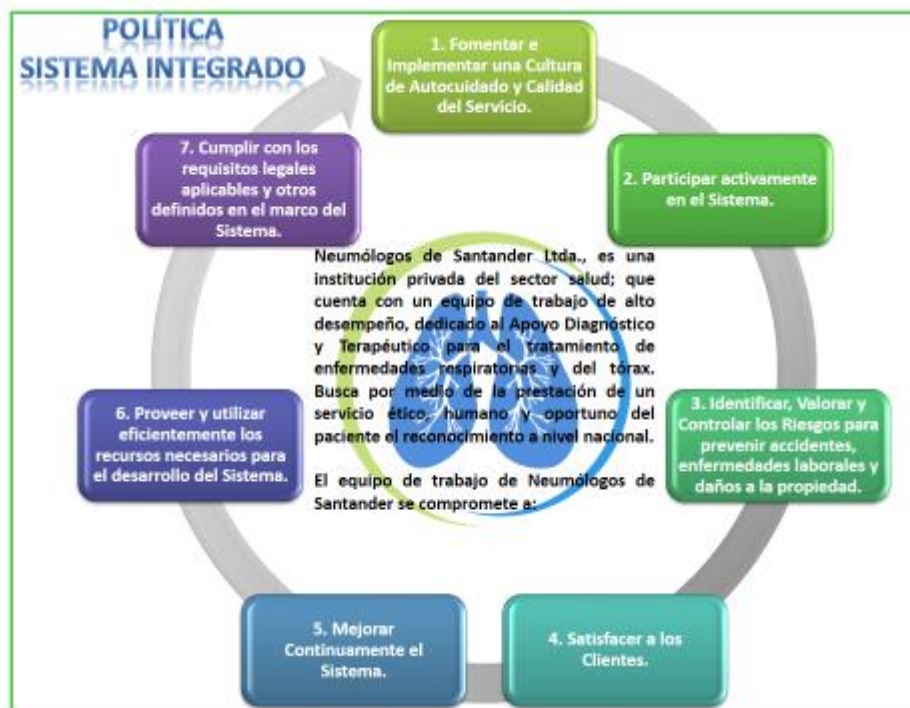 POLÍTICA
SISTEMA INTEGRADO
1. Fomentar e
Implementar una Cultura
de Autocuidado y Calidad
del Servicio.
2. Participar activamente
en el Sistema.
3. Identificar, Valorar y
Controlar los Riesgos para
prevenir accidentes,
enfermedades laborales y
daños a la propiedad.
4. Satisfacer a los
Clientes.
5. Mejorar
Continuamente el
Sistema.
6. Proveer y utilizar
eficientemente los
recursos necesarios para
el desarrollo del Sistema.
7. Cumplir con los
requisitos legales
aplicables y otros
definidos en el marco del
Sistema.
Neumólogos de Santander Ltda., es una
institución privada del sector salud; que
cuenta con un equipo de trabajo de alto
desempeño, dedicado al Apoyo Diagnóstico
y Terapéutico para el tratamiento de
enfermedades respiratorias y del tórax.
Busca por medio de la prestación de un
servicio ético, humano y oportuno del
paciente el reconocimiento a nivel nacional.
El equipo de trabajo de Neumólogos de
Santander se compromete a: